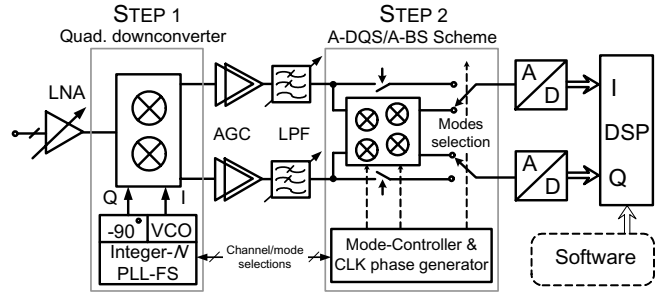 STEP 1
Quad. downconverter
STEP 2
A-DQS/A-BS Scheme
LNA
AGC
LPF
Modes
selection
A
D
A
D
I
DSP
Q
Q
I
-90°
VCO
Integer-N
PLL-FS
Channel/mode
selections
Mode-Controller &
CLK phase generator
Software